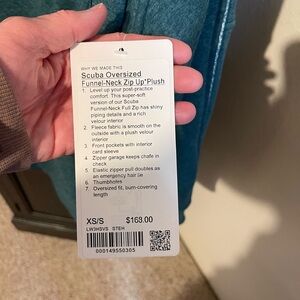 WHY WE MADE THIS
Scuba Oversized
Funnel-Neck Zip Up*Plush
1. Level up your post-practice
comfort. This super-soft
version of our Scuba
Funnel-Neck Full Zip has shiny
piping details and a rich
velour interior
2. Fleece fabric is smooth on the
outside with a plush velour
interior
3. Front pockets with interior
card sleeve
4. Zipper garage keeps chafe in
check
5. Elastic zipper pull doubles as
an emergency hair tie
6. Thumbholes
7. Oversized fit, bum-covering
length
XS/S $168.00
LW3HSVS STEH
149550305